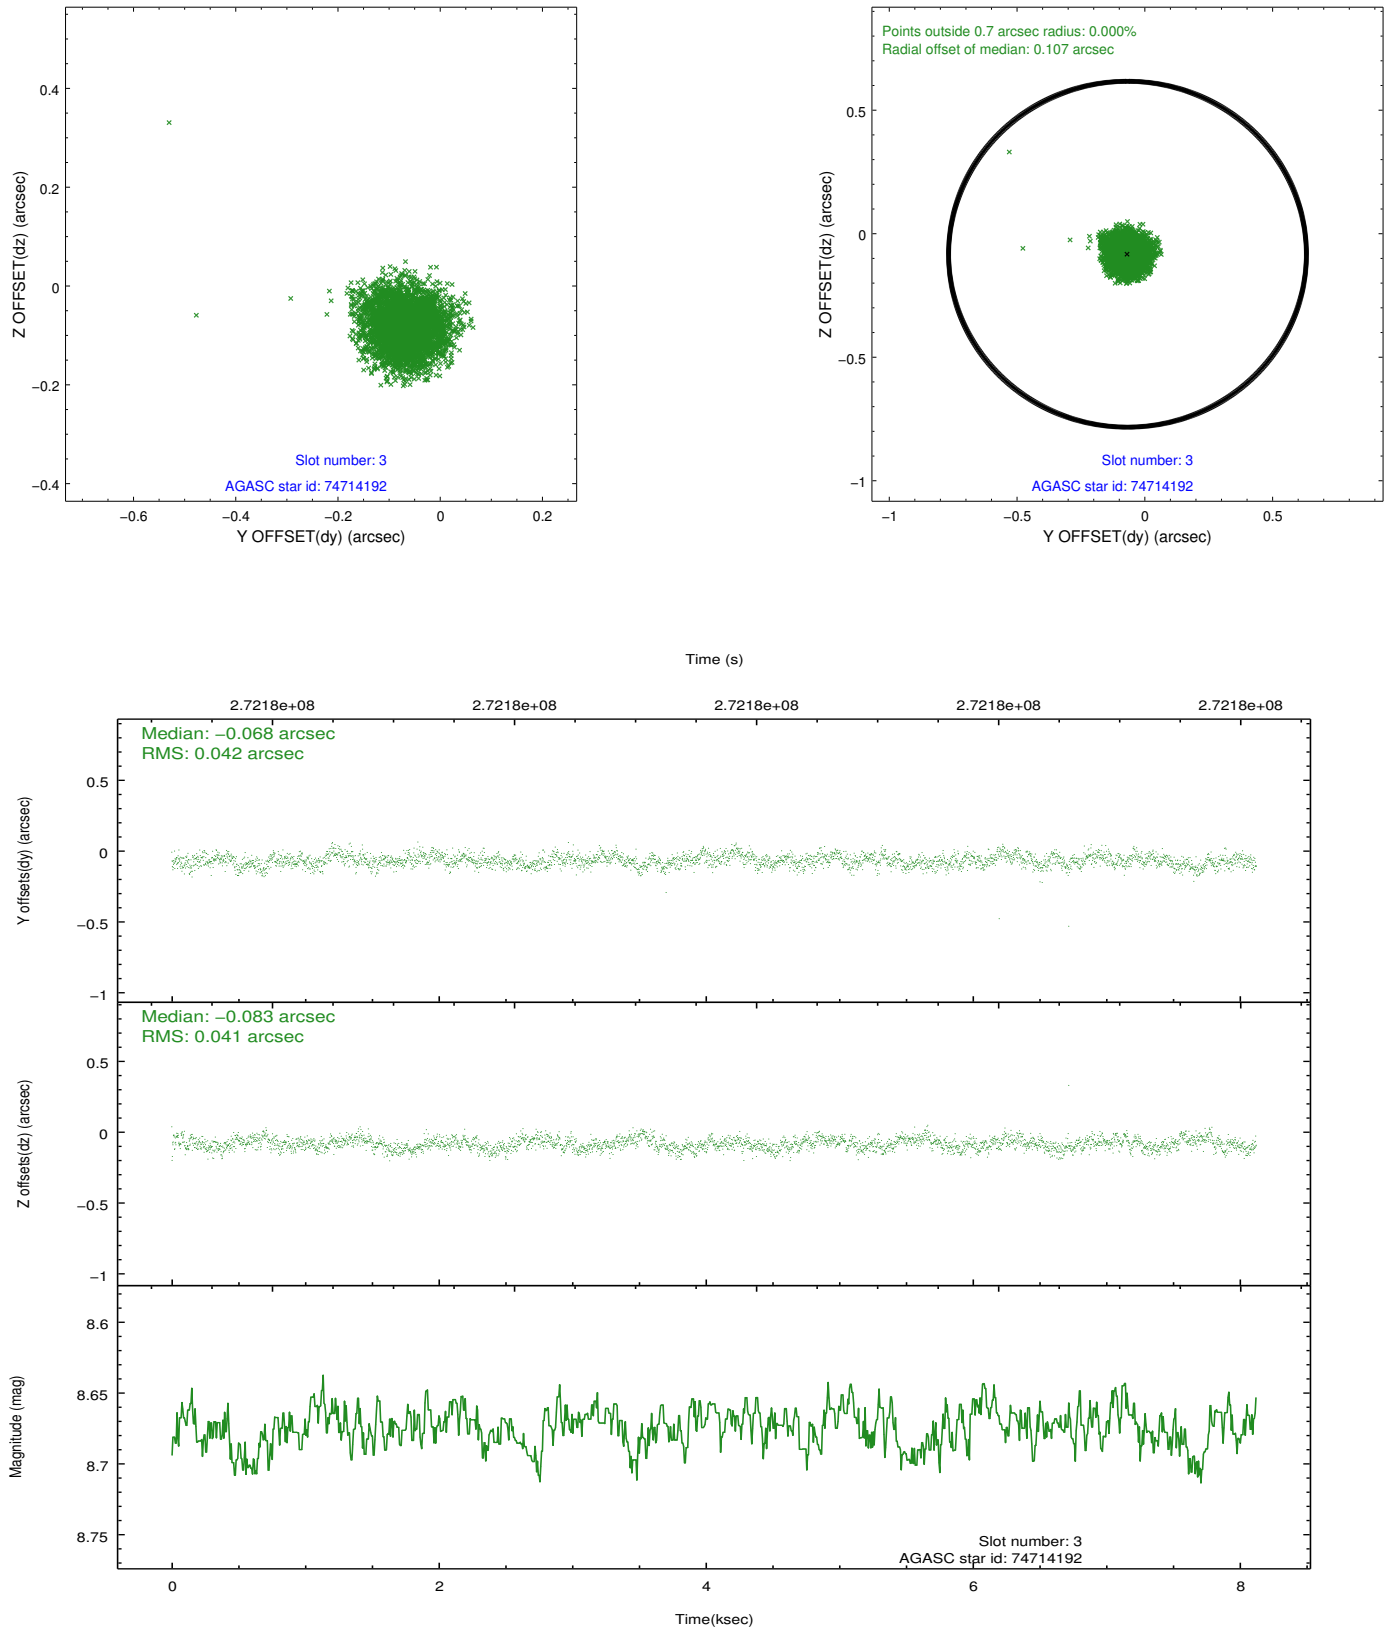 0.4
0.2
0
−0.2
−0.4
Z OFFSET(dz) (arcsec)
Slot number: 3
AGASC star id: 74714192
−0.6 −0.4 −0.2 0 0.2
Y OFFSET(dy) (arcsec)
Points outside 0.7 arcsec radius: 0.000%
Radial offset of median: 0.107 arcsec
0.5
0
−0.5
−1
Z OFFSET(dz) (arcsec)
Slot number: 3
AGASC star id: 74714192
−1 −0.5 0 0.5
Y OFFSET(dy) (arcsec)
Time (s)
2.7218e+08 2.7218e+08 2.7218e+08 2.7218e+08 2.7218e+08
Median: −0.068 arcsec
RMS: 0.042 arcsec
0.5
0
−0.5
−1
Y offsets(dy) (arcsec)
Median: −0.083 arcsec
RMS: 0.041 arcsec
0.5
0
−0.5
−1
Z offsets(dz) (arcsec)
8.6
8.65
8.7
8.75
Magnitude (mag)
Slot number: 3
AGASC star id: 74714192
0 2 4 6 8
Time(ksec)